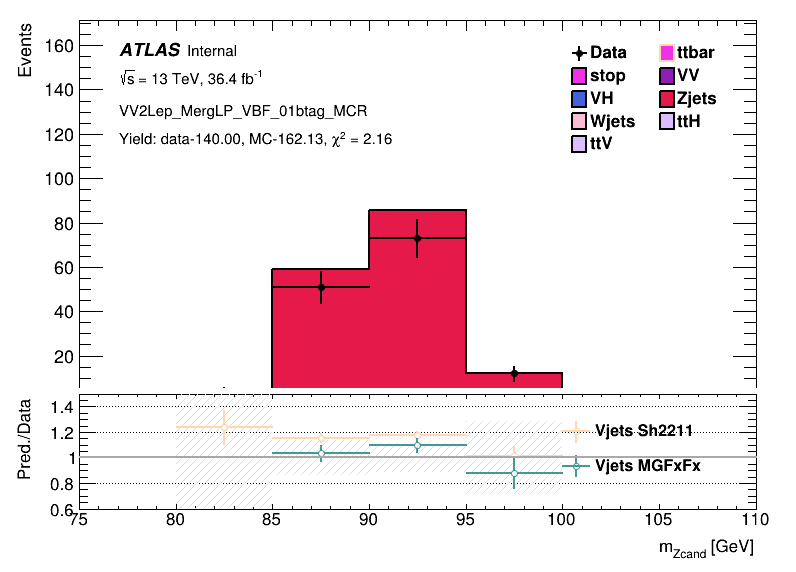 Events
160
140
120
100
80
60
40
20
ATLAS Internal
√s = 13 TeV, 36.4 fb⁻¹
VV2Lep_MergLP_VBF_01btag_MCR
Yield: data-140.00, MC-162.13, χ² = 2.16
Data ttbar
stop VV
VH Zjets
Wjets ttH
ttV
Pred./Data
1.4
1.2
1
0.8
0.6
Vjets Sh2211
Vjets MGFxFx
75 80 85 90 95 100 105 110
m_Zcand [GeV]